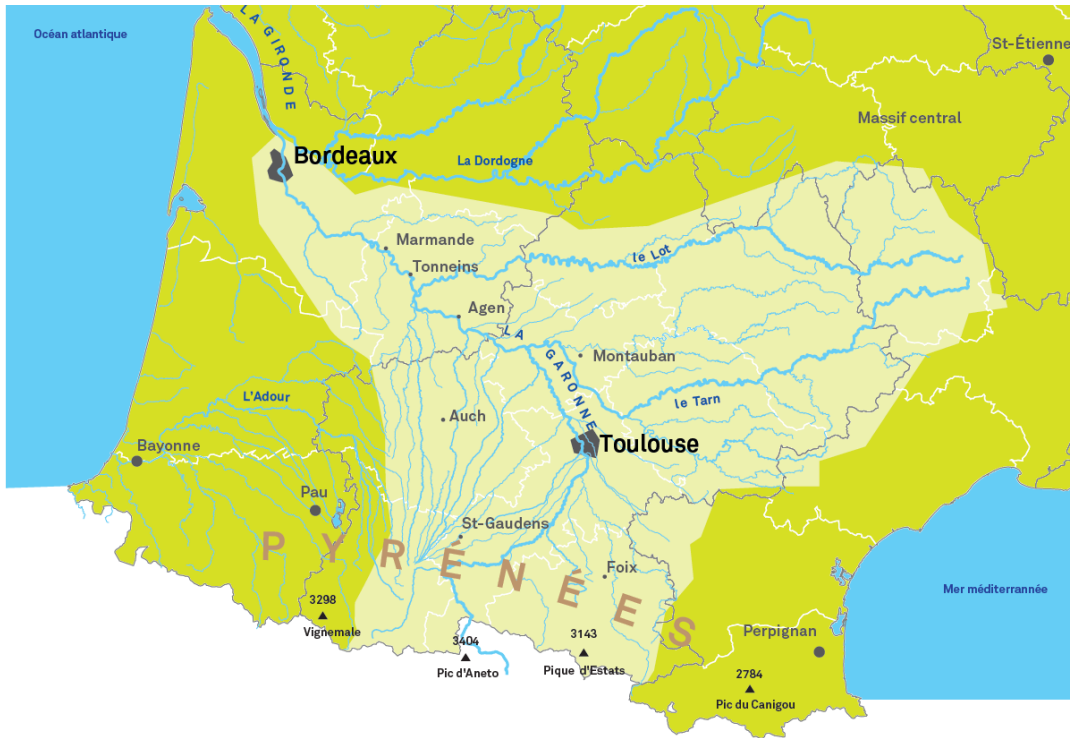 Océan atlantique
LA GIRONDE
St-Étienne
Massif central
Bordeaux
La Dordogne
Marmande
le Lot
Tonneins
Agen
LA GARONNE
Montauban
L'Adour
le Tarn
Auch
Bayonne
Toulouse
Pau
St-Gaudens
PYRÉNÉES
Foix
Mer méditerrannée
3298
Vignemale
3404
Pic d'Aneto
3143
Pique d'Estats
Perpignan
2784
Pic du Canigou